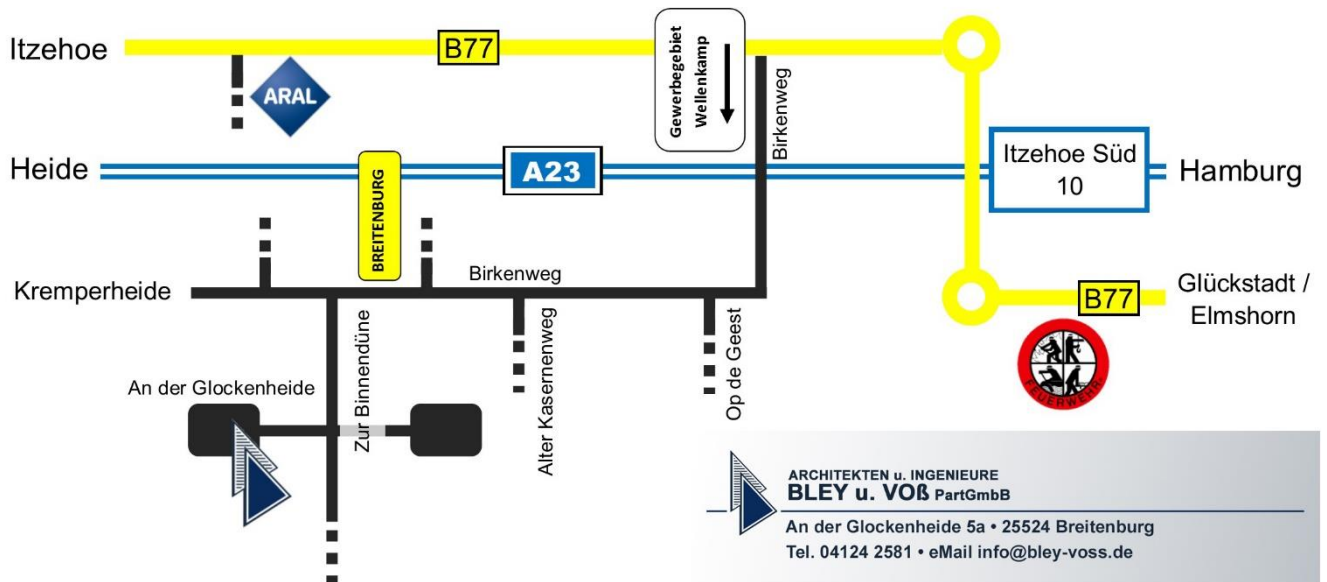 Itzehoe
B77
Gewerbegebiet
Wellenkamp
Birkenweg
ARAL
Heide
BREITENBURG
A23
Itzehoe Süd
10
Hamburg
Kremperheide
Birkenweg
B77
Glückstadt /
Elmshorn
FEUERWEHR
An der Glockenheide
Zur Binnendüne
Alter Kasernenweg
Op de Geest
ARCHITEKTEN u. INGENIEURE
BLEY u. VOß PartGmbB
An der Glockenheide 5a • 25524 Breitenburg
Tel. 04124 2581 • eMail info@bley-voss.de